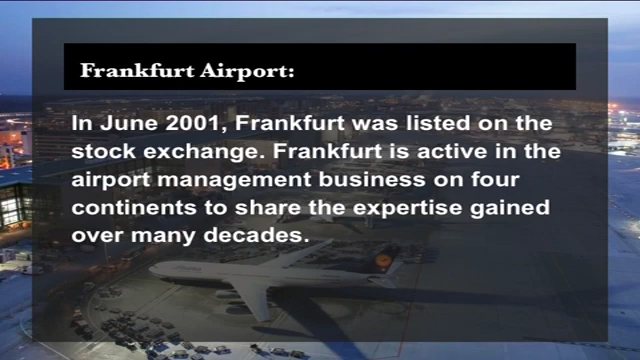 Frankfurt Airport:
In June 2001, Frankfurt was listed on the
stock exchange. Frankfurt is active in the
airport management business on four
continents to share the expertise gained
over many decades.